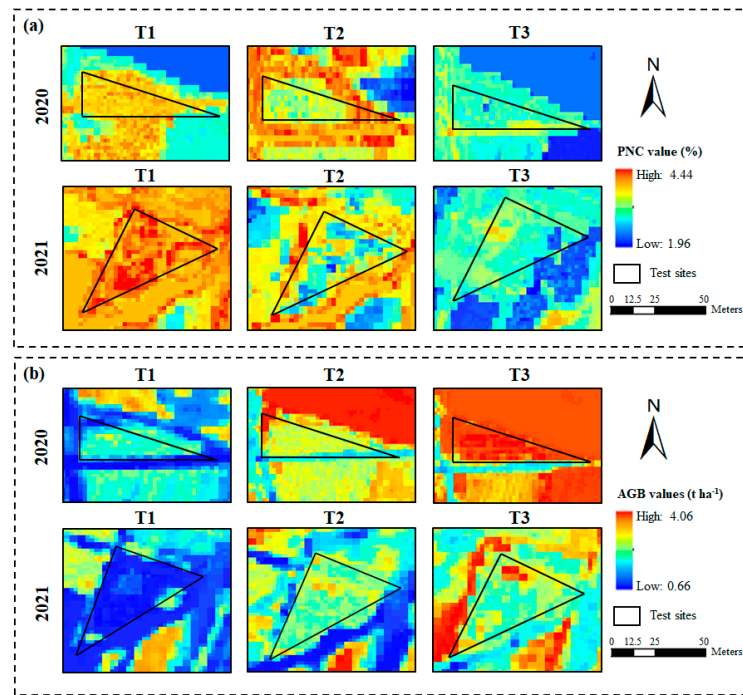 (a)
T1 T2 T3
2020
N
PNC value (%)
High: 4.44
Low: 1.96
Test sites
0 12.5 25 50
Meters
T1 T2 T3
2021
(b)
T1 T2 T3
2020
N
AGB values (t ha⁻¹)
High: 4.06
Low: 0.66
Test sites
0 12.5 25 50
Meters
T1 T2 T3
2021